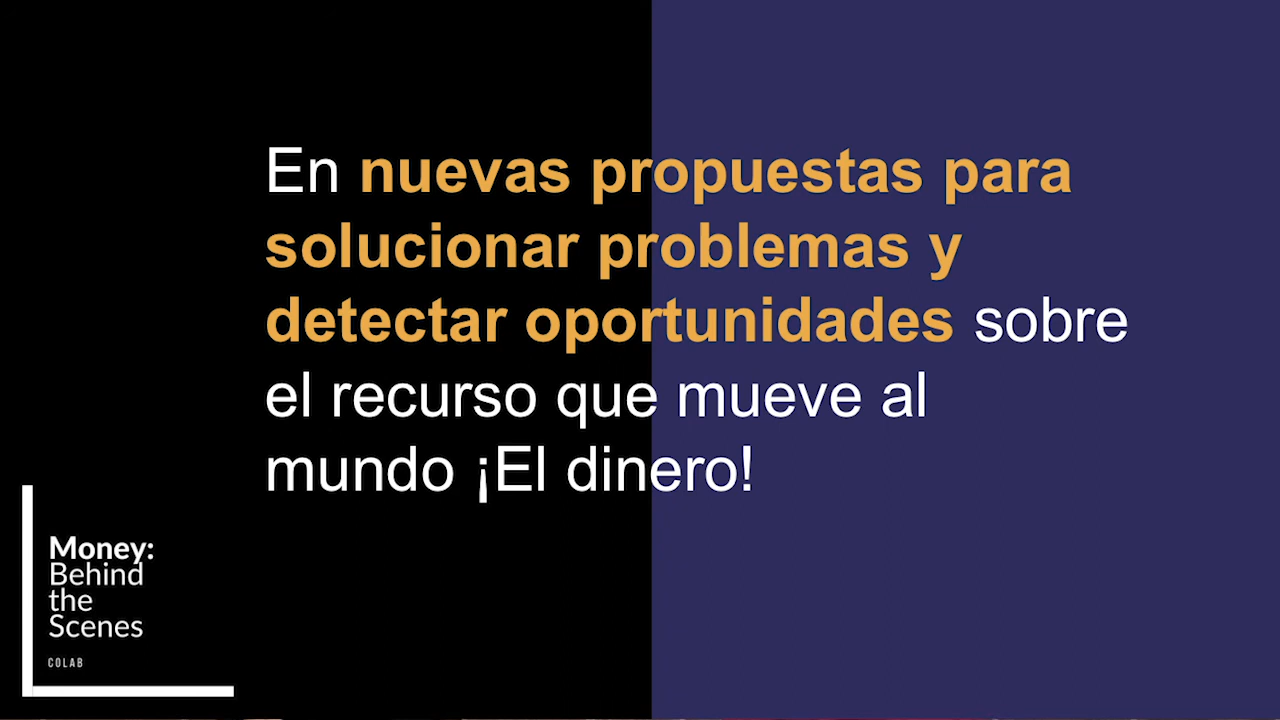 En nuevas propuestas para
solucionar problemas y
detectar oportunidades sobre
el recurso que mueve al
mundo ¡El dinero!
Money:
Behind
the
Scenes
COLAB